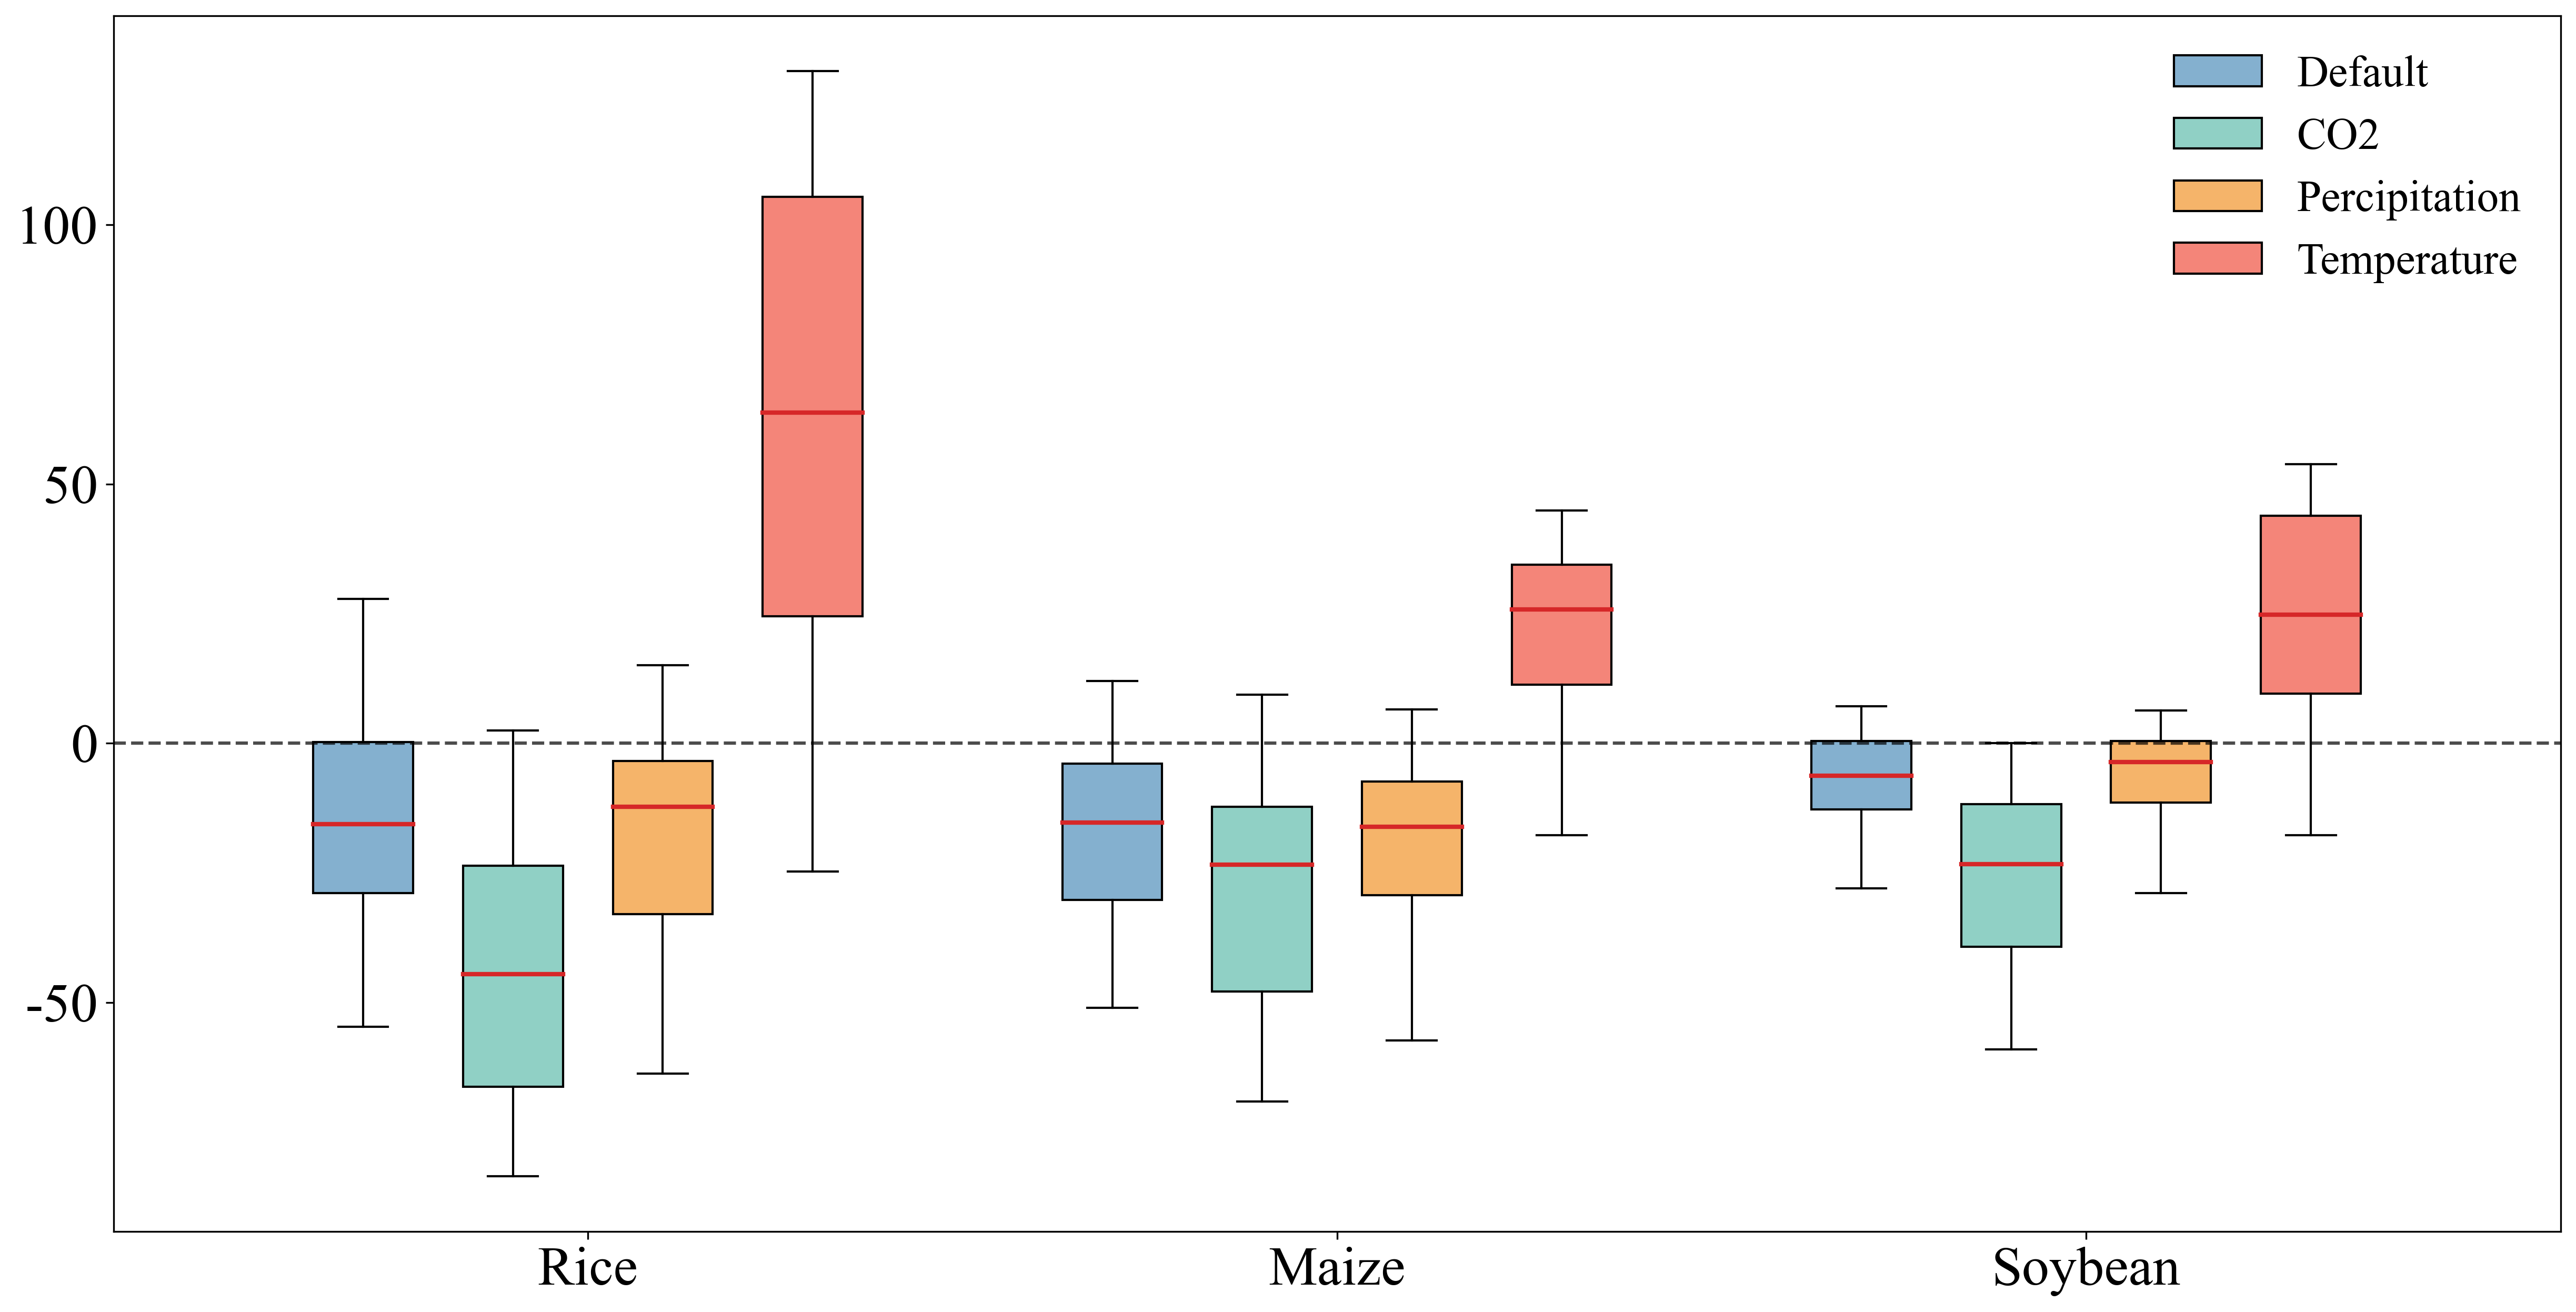 Default
CO2
Percipitation
Temperature
100
50
0
-50
Rice Maize Soybean